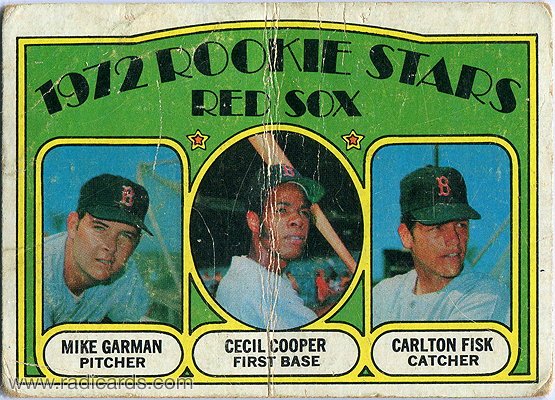 1972 ROOKIE STARS
RED SOX
B
B
B
MIKE GARMAN
PITCHER
CECIL COOPER
FIRST BASE
CARLTON FISK
CATCHER
www.radicards.com